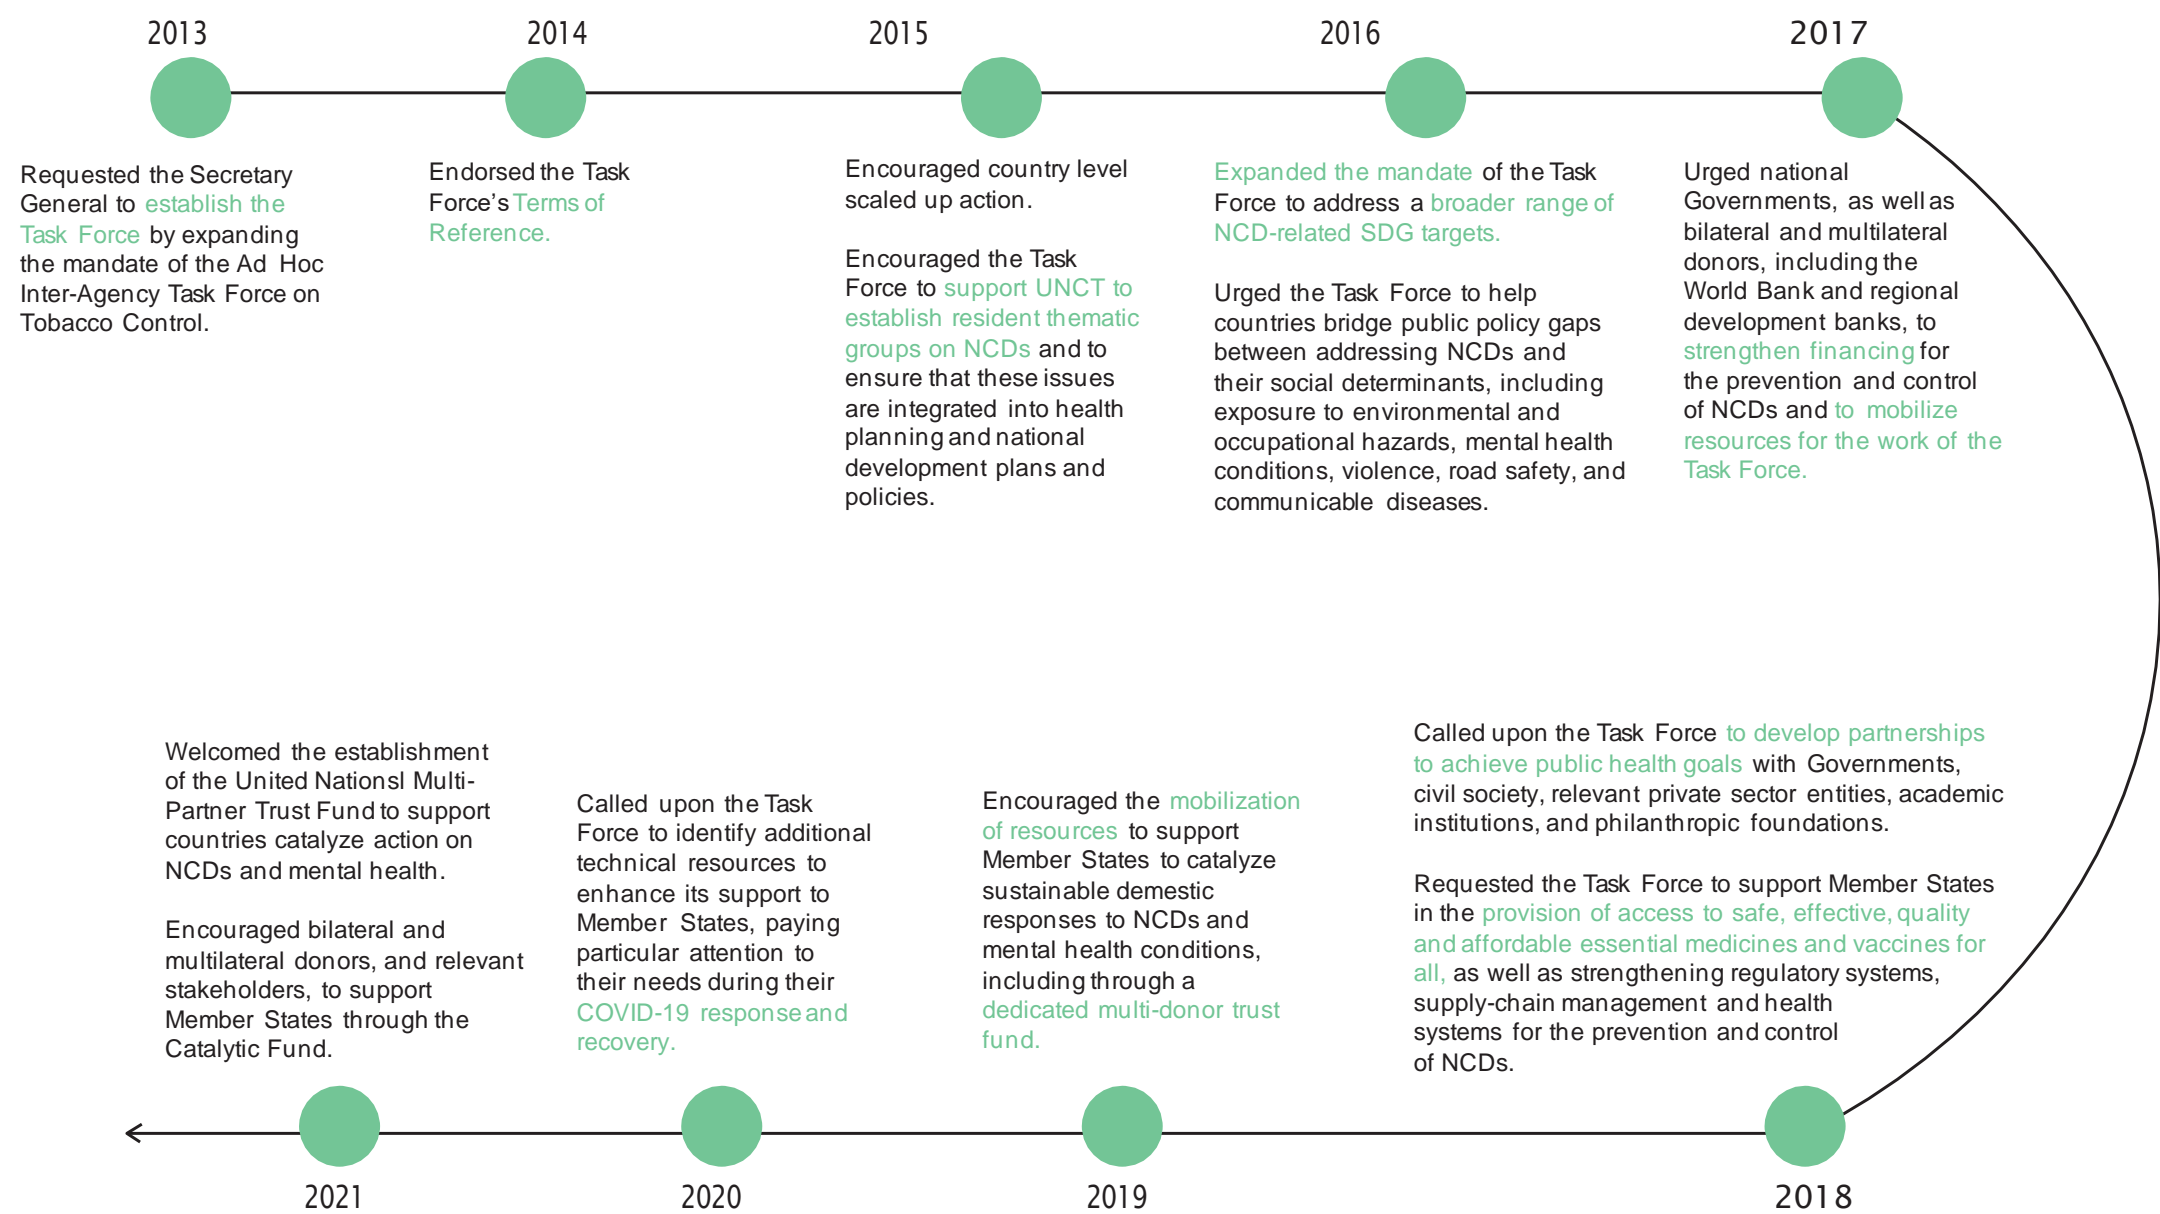 2013
Requested the Secretary
General to establish the
Task Force by expanding
the mandate of the Ad Hoc
Inter-Agency Task Force on
Tobacco Control.
2014
Endorsed the Task
Force’s Terms of
Reference.
2015
Encouraged country level
scaled up action.
Encouraged the Task
Force to support UNCT to
establish resident thematic
groups on NCDs and to
ensure that these issues
are integrated into health
planning and national
development plans and
policies.
2016
Expanded the mandate of the Task
Force to address a broader range of
NCD-related SDG targets.
Urged the Task Force to help
countries bridge public policy gaps
between addressing NCDs and
their social determinants, including
exposure to environmental and
occupational hazards, mental health
conditions, violence, road safety, and
communicable diseases.
2017
Urged national
Governments, as well as
bilateral and multilateral
donors, including the
World Bank and regional
development banks, to
strengthen financing for
the prevention and control
of NCDs and to mobilize
resources for the work of the
Task Force.
Called upon the Task Force to develop partnerships
to achieve public health goals with Governments,
civil society, relevant private sector entities, academic
institutions, and philanthropic foundations.
Requested the Task Force to support Member States
in the provision of access to safe, effective, quality
and affordable essential medicines and vaccines for
all, as well as strengthening regulatory systems,
supply-chain management and health
systems for the prevention and control
of NCDs.
2018
Encouraged the mobilization
of resources to support
Member States to catalyze
sustainable demestic
responses to NCDs and
mental health conditions,
including through a
dedicated multi-donor trust
fund.
2019
Called upon the Task
Force to identify additional
technical resources to
enhance its support to
Member States, paying
particular attention to
their needs during their
COVID-19 response and
recovery.
2020
Welcomed the establishment
of the United Nationsl Multi-
Partner Trust Fund to support
countries catalyze action on
NCDs and mental health.
Encouraged bilateral and
multilateral donors, and relevant
stakeholders, to support
Member States through the
Catalytic Fund.
2021